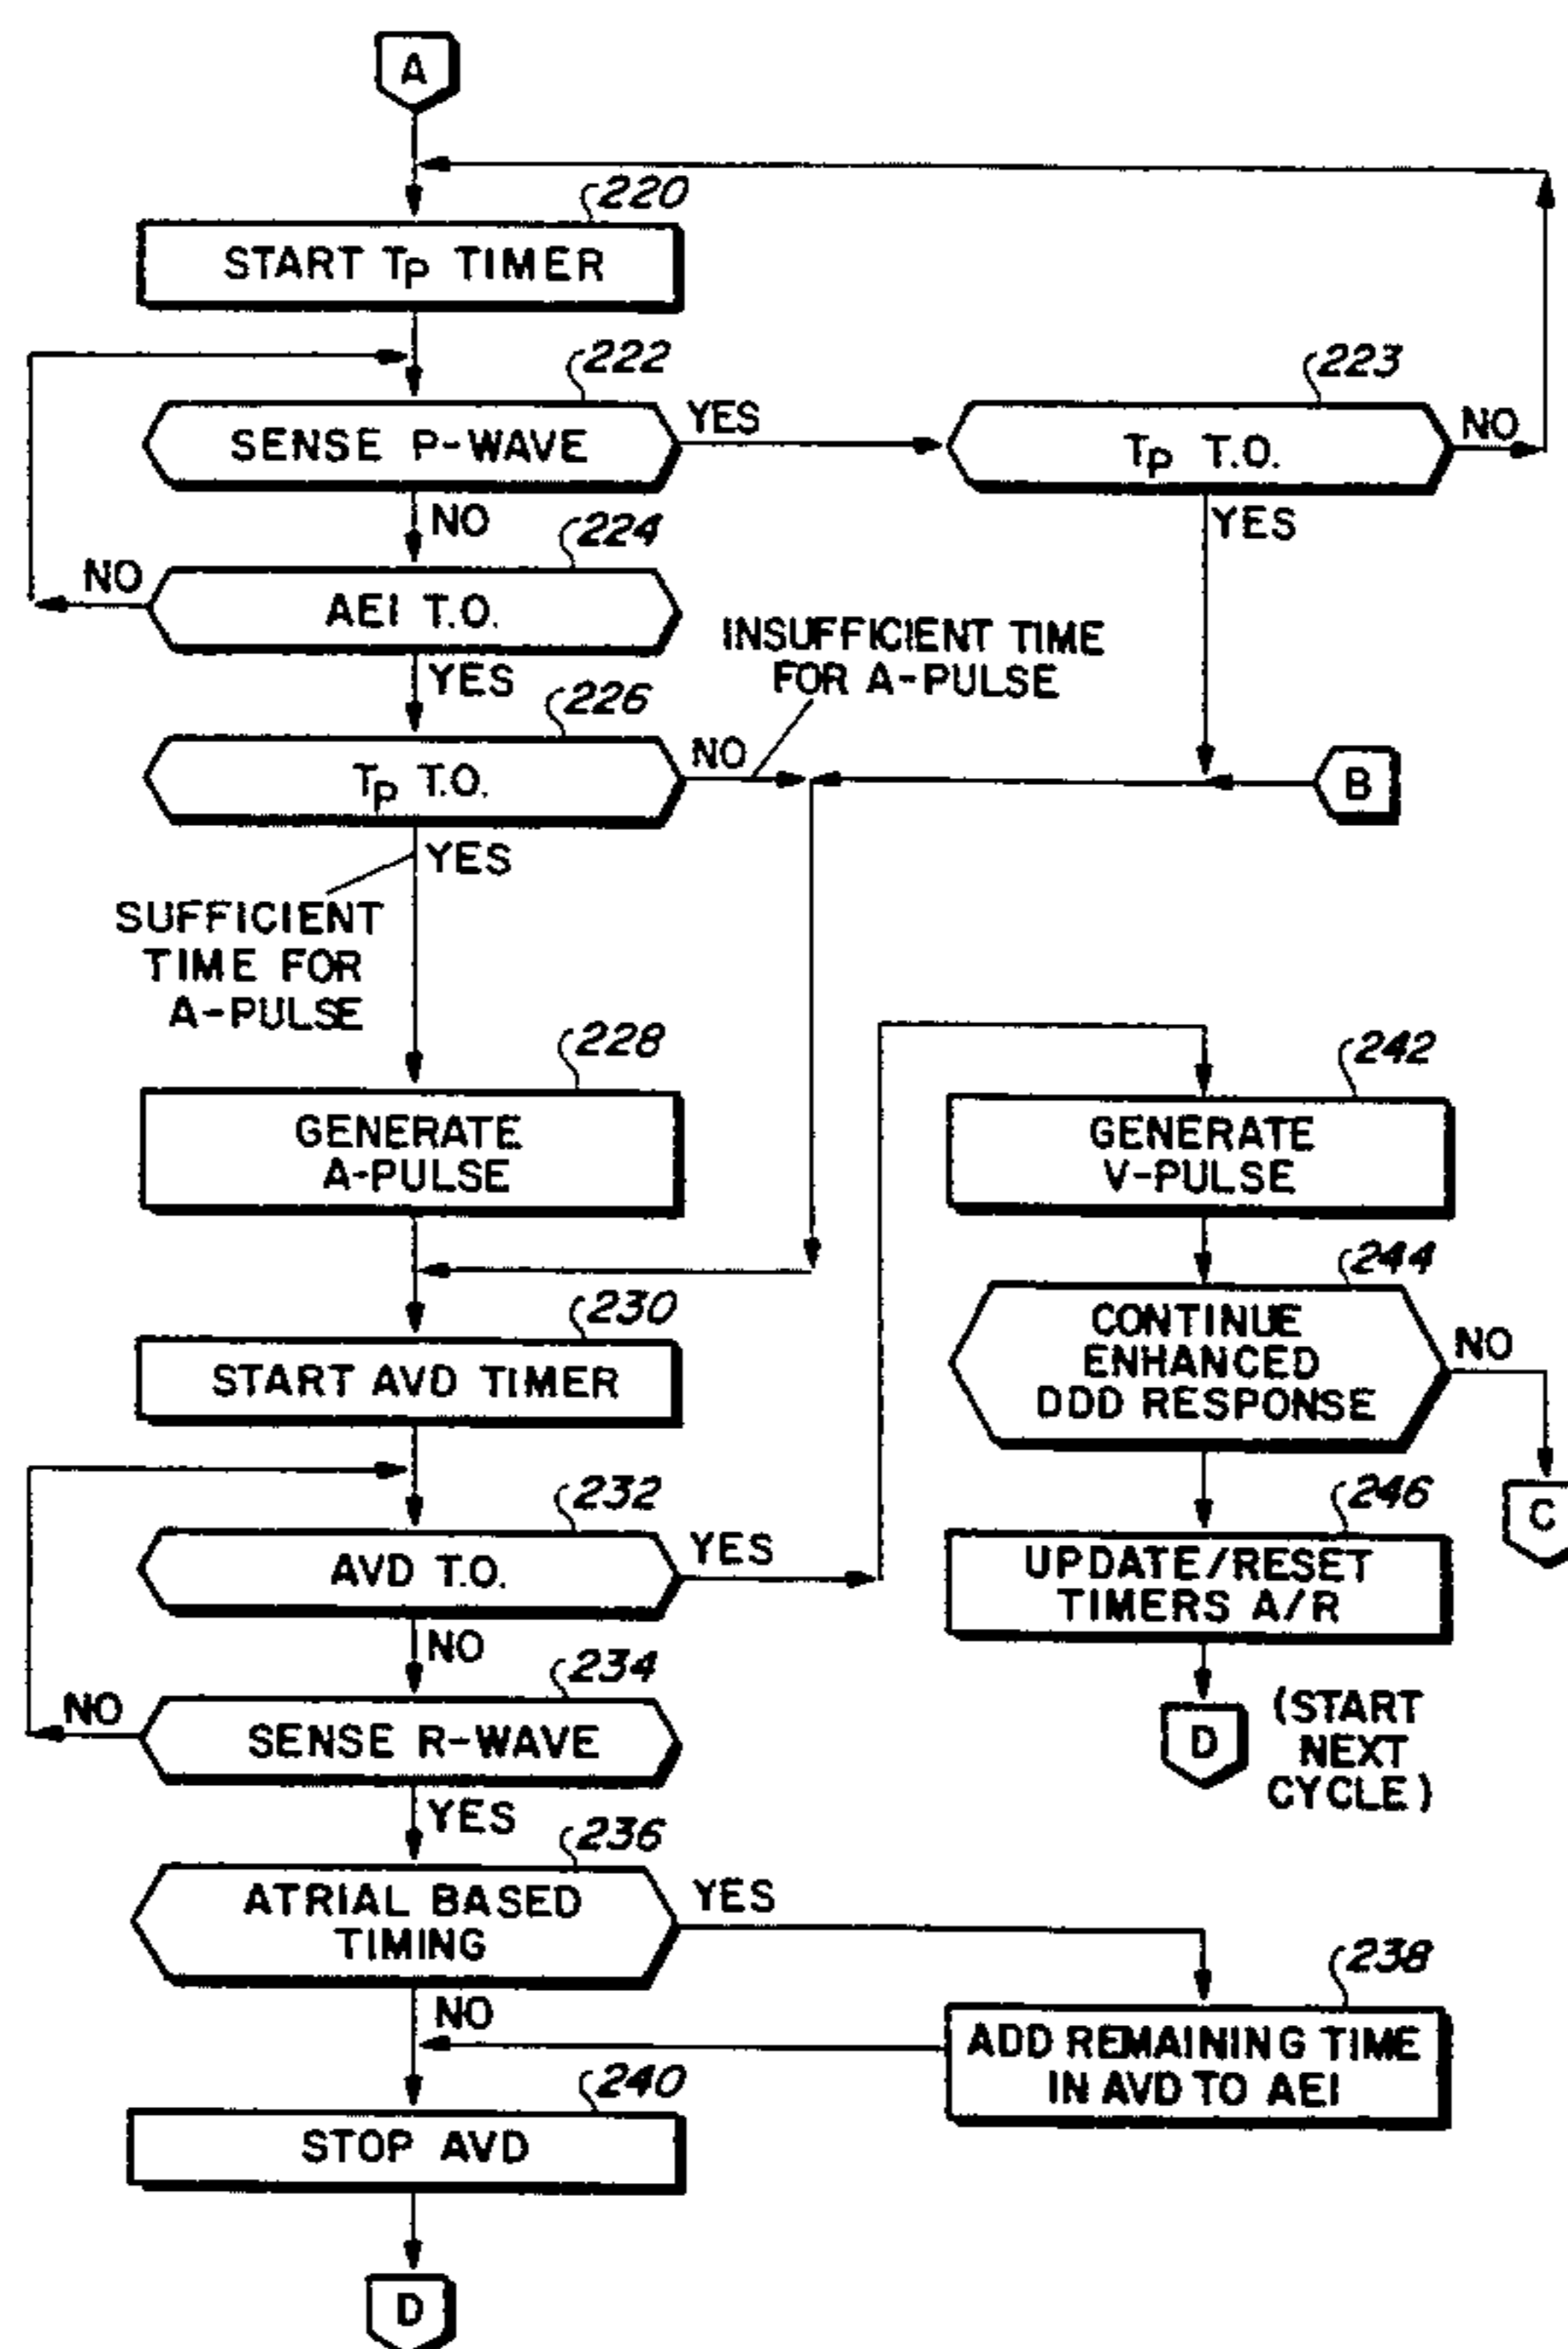 A
220
START TP TIMER
222
SENSE P-WAVE
YES
223
TP T.O.
NO
NO
YES
224
AEI T.O.
NO
YES
INSUFFICIENT TIME
FOR A-PULSE
226
TP T.O.
NO
B
YES
SUFFICIENT
TIME FOR
A-PULSE
228
GENERATE
A-PULSE
242
GENERATE
V-PULSE
244
CONTINUE
ENHANCED
DDD RESPONSE
NO
C
230
START AVD TIMER
232
AVD T.O.
YES
NO
246
UPDATE/RESET
TIMERS A/R
D
(START
NEXT
CYCLE)
234
SENSE R-WAVE
NO
YES
236
ATRIAL BASED
TIMING
YES
NO
238
ADD REMAINING TIME
IN AVD TO AEI
240
STOP AVD
D